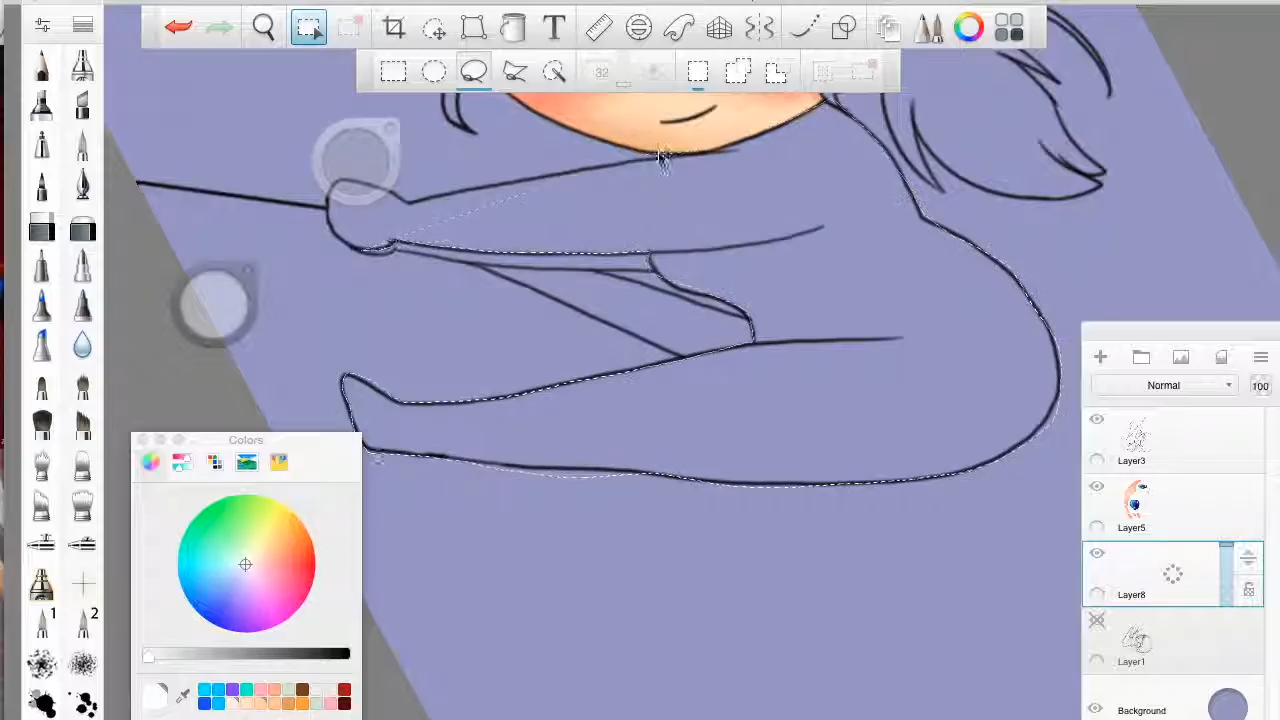 T
32
Normal
100
Layer3
Layer5
Layer8
Layer1
Background
Colors
1
2